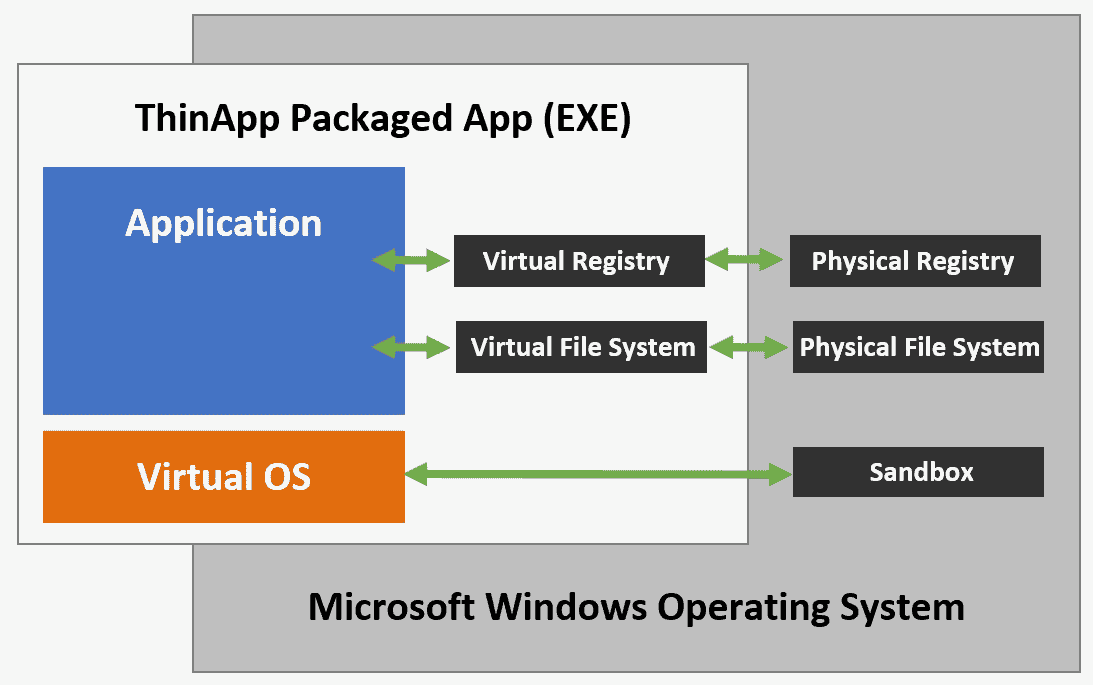 ThinApp Packaged App (EXE)
Application
Virtual Registry
Physical Registry
Virtual File System
Physical File System
Virtual OS
Sandbox
Microsoft Windows Operating System